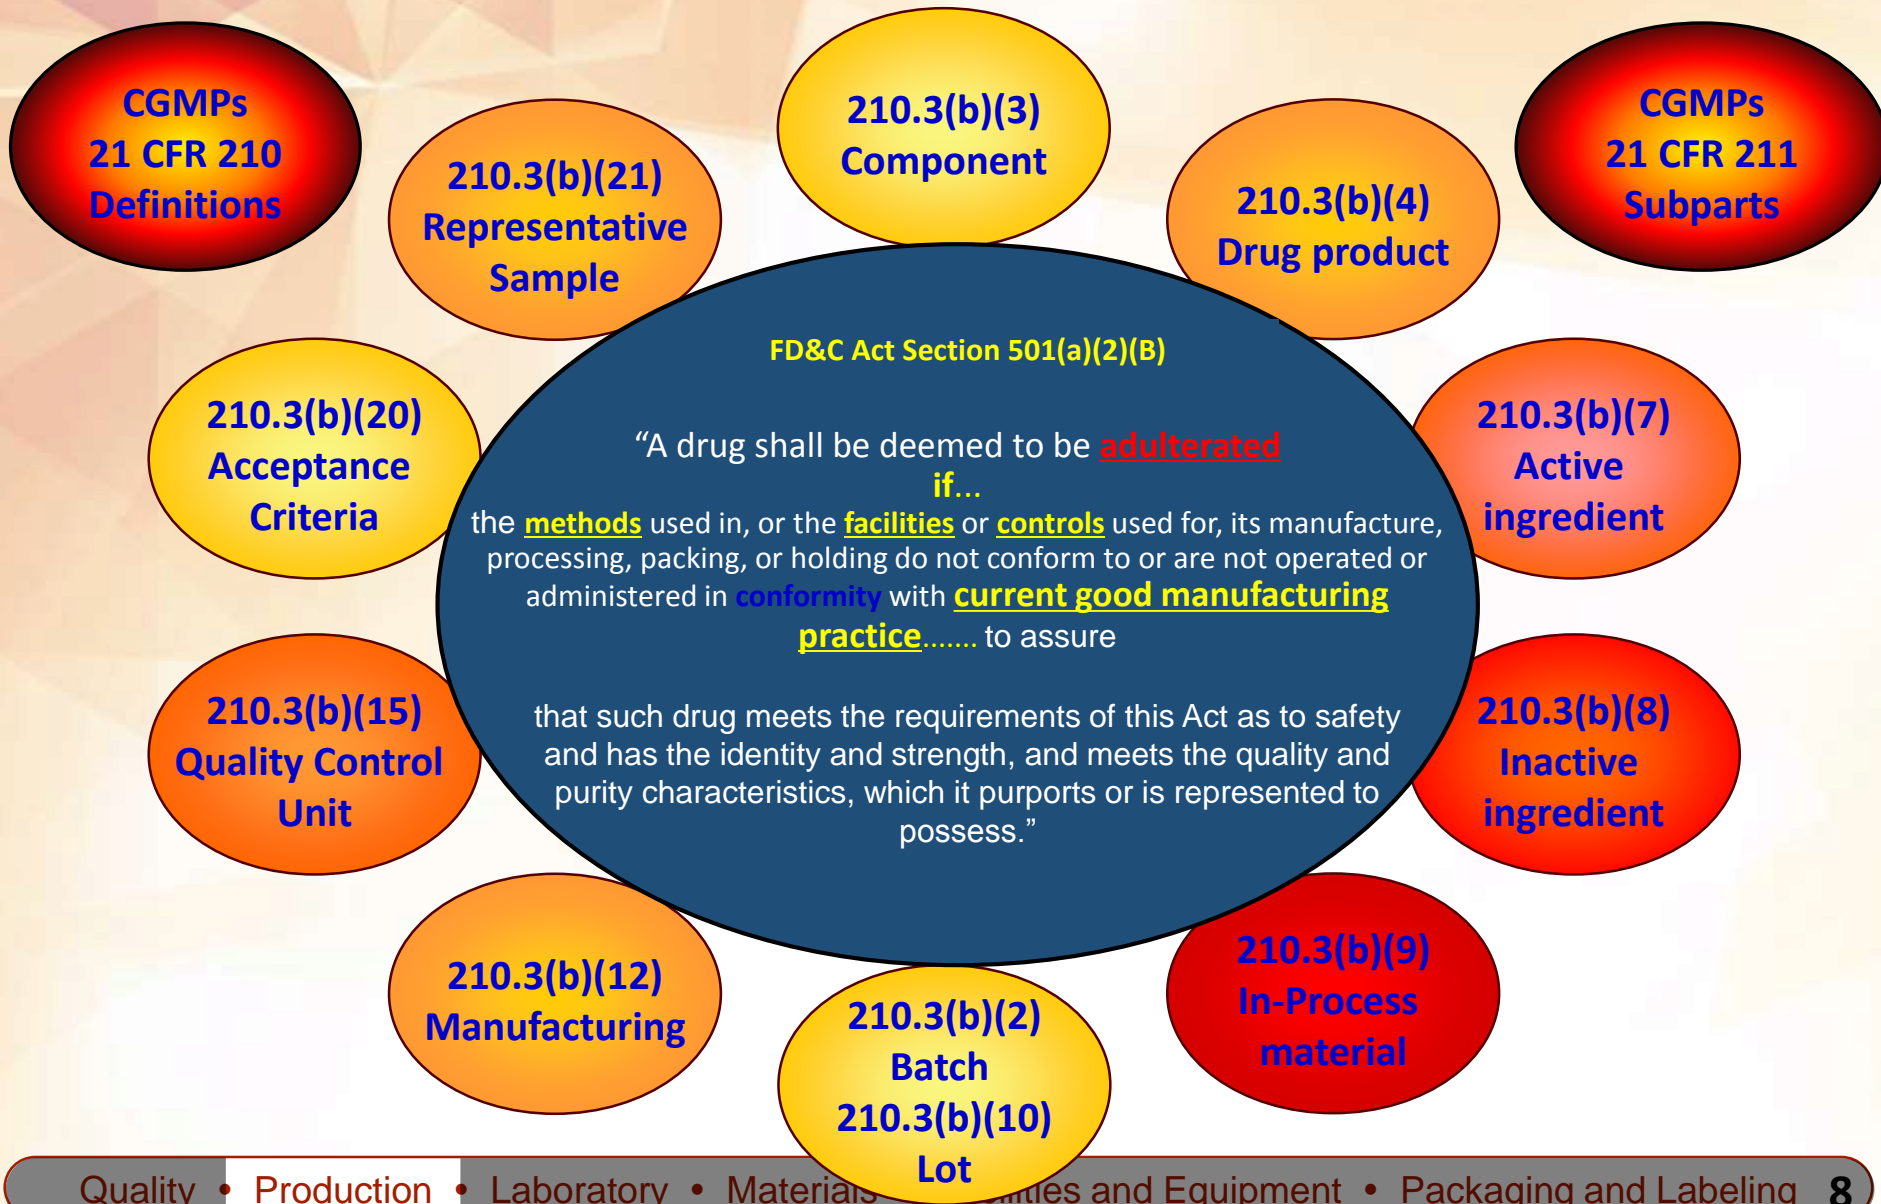 CGMPs
21 CFR 210
Definitions
210.3(b)(21)
Representative
Sample
210.3(b)(3)
Component
210.3(b)(4)
Drug product
CGMPs
21 CFR 211
Subparts
210.3(b)(20)
Acceptance
Criteria
FD&C Act Section 501(a)(2)(B)
“A drug shall be deemed to be adulterated
if...
the methods used in, or the facilities or controls used for, its manufacture,
processing, packing, or holding do not conform to or are not operated or
administered in conformity with current good manufacturing
practice....... to assure
that such drug meets the requirements of this Act as to safety
and has the identity and strength, and meets the quality and
purity characteristics, which it purports or is represented to
possess.”
210.3(b)(7)
Active
ingredient
210.3(b)(15)
Quality Control
Unit
210.3(b)(8)
Inactive
ingredient
210.3(b)(12)
Manufacturing
210.3(b)(2)
Batch
210.3(b)(10)
Lot
210.3(b)(9)
In-Process
material
Quality • Production • Laboratory • Materials and Equipment • Packaging and Labeling 8